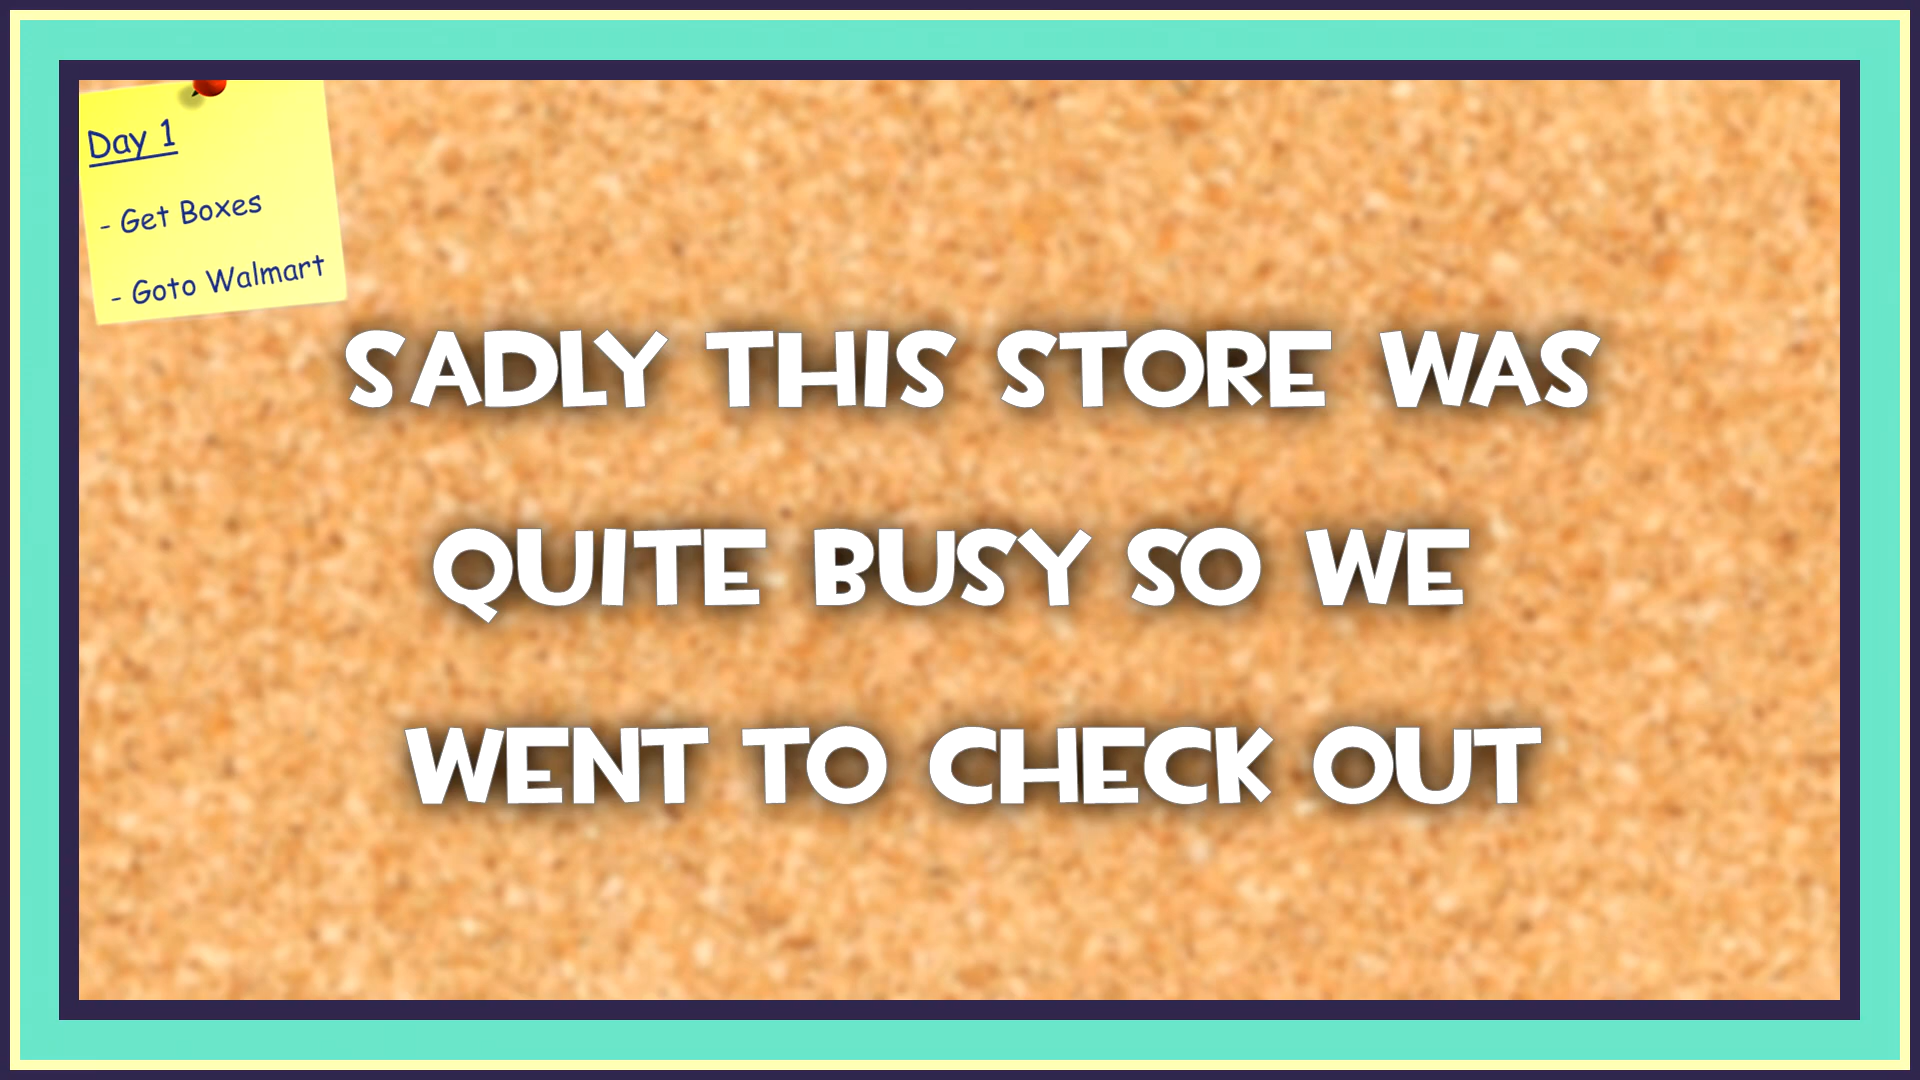 Day 1
- Get Boxes
- Goto Walmart
SADLY THIS STORE WAS
QUITE BUSY SO WE
WENT TO CHECK OUT